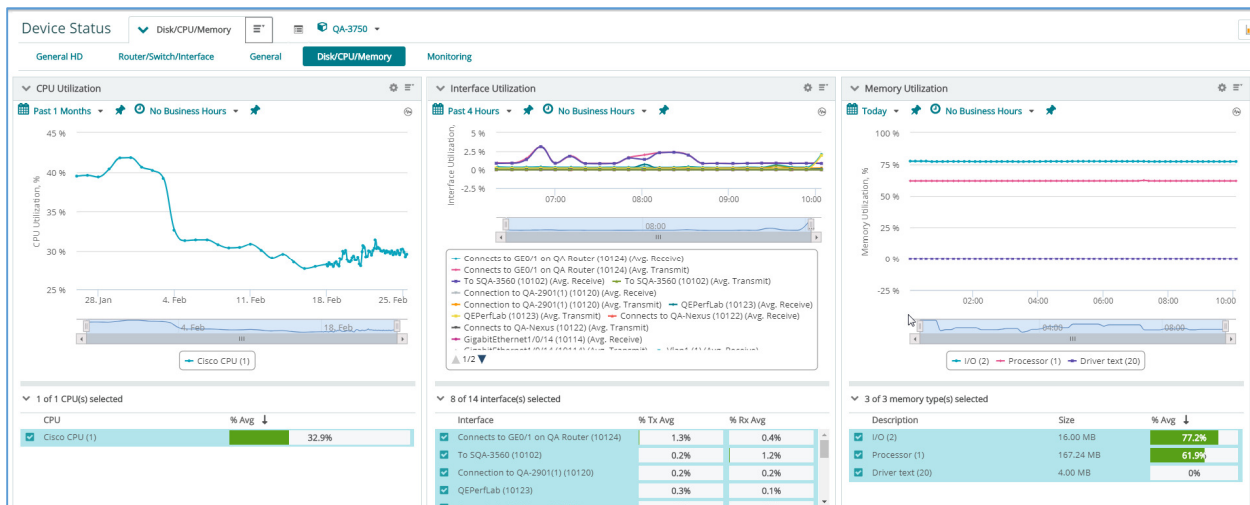 Device Status
Disk/CPU/Memory
QA-3750
General HD
Router/Switch/Interface
General
Disk/CPU/Memory
Monitoring
CPU Utilization
Past 1 Months
No Business Hours
45 %
40 %
35 %
30 %
25 %
CPU Utilization, %
28. Jan
4. Feb
11. Feb
18. Feb
25. Feb
4. Feb
18. Feb
Cisco CPU (1)
1 of 1 CPU(s) selected
CPU % Avg
Cisco CPU (1) 32.9%
Interface Utilization
Past 4 Hours
No Business Hours
5 %
2.5 %
0 %
-2.5 %
Interface Utilization,
07:00
08:00
09:00
10:00
08:00
Connects to GE0/1 on QA Router (10124) (Avg. Receive)
Connects to GE0/1 on QA Router (10124) (Avg. Transmit)
To SQA-3560 (10102) (Avg. Receive) To SQA-3560 (10102) (Avg. Transmit)
Connection to QA-2901(1) (10120) (Avg. Receive)
Connection to QA-2901(1) (10120) (Avg. Transmit) QEPerfLab (10123) (Avg. Receive)
QEPerfLab (10123) (Avg. Transmit) Connects to QA-Nexus (10122) (Avg. Receive)
Connects to QA-Nexus (10122) (Avg. Transmit)
GigabitEthernet1/0/14 (10114) (Avg. Receive)
GigabitEthernet1/0/14 (10114) (Avg. Transmit) Vlan1 (1) (Avg. Receive)
1/2
8 of 14 interface(s) selected
Interface % Tx Avg % Rx Avg
Connects to GE0/1 on QA Router (10124) 1.3% 0.4%
To SQA-3560 (10102) 0.2% 1.2%
Connection to QA-2901(1) (10120) 0.2% 0.2%
QEPerfLab (10123) 0.3% 0.1%
Memory Utilization
Today
No Business Hours
100 %
75 %
50 %
25 %
0 %
-25 %
Memory Utilization, %
02:00
04:00
06:00
08:00
10:00
04:00
08:00
I/O (2) Processor (1) Driver text (20)
3 of 3 memory type(s) selected
Description Size % Avg
I/O (2) 16.00 MB 77.2%
Processor (1) 167.24 MB 61.9%
Driver text (20) 4.00 MB 0%